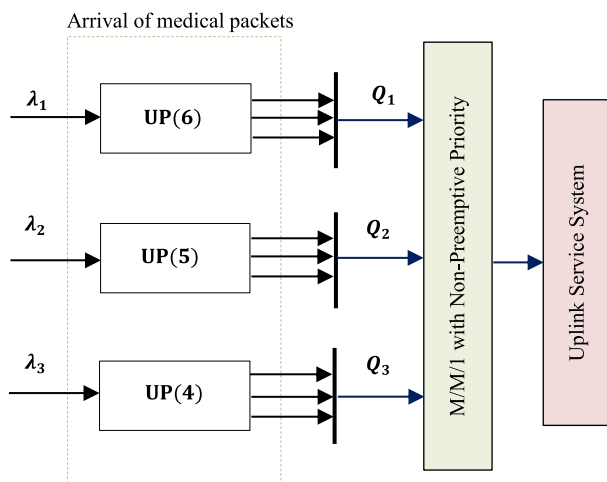 Arrival of medical packets
λ₁
UP(6)
Q₁
λ₂
UP(5)
Q₂
λ₃
UP(4)
Q₃
M/M/1 with Non-Preemptive Priority
Uplink Service System